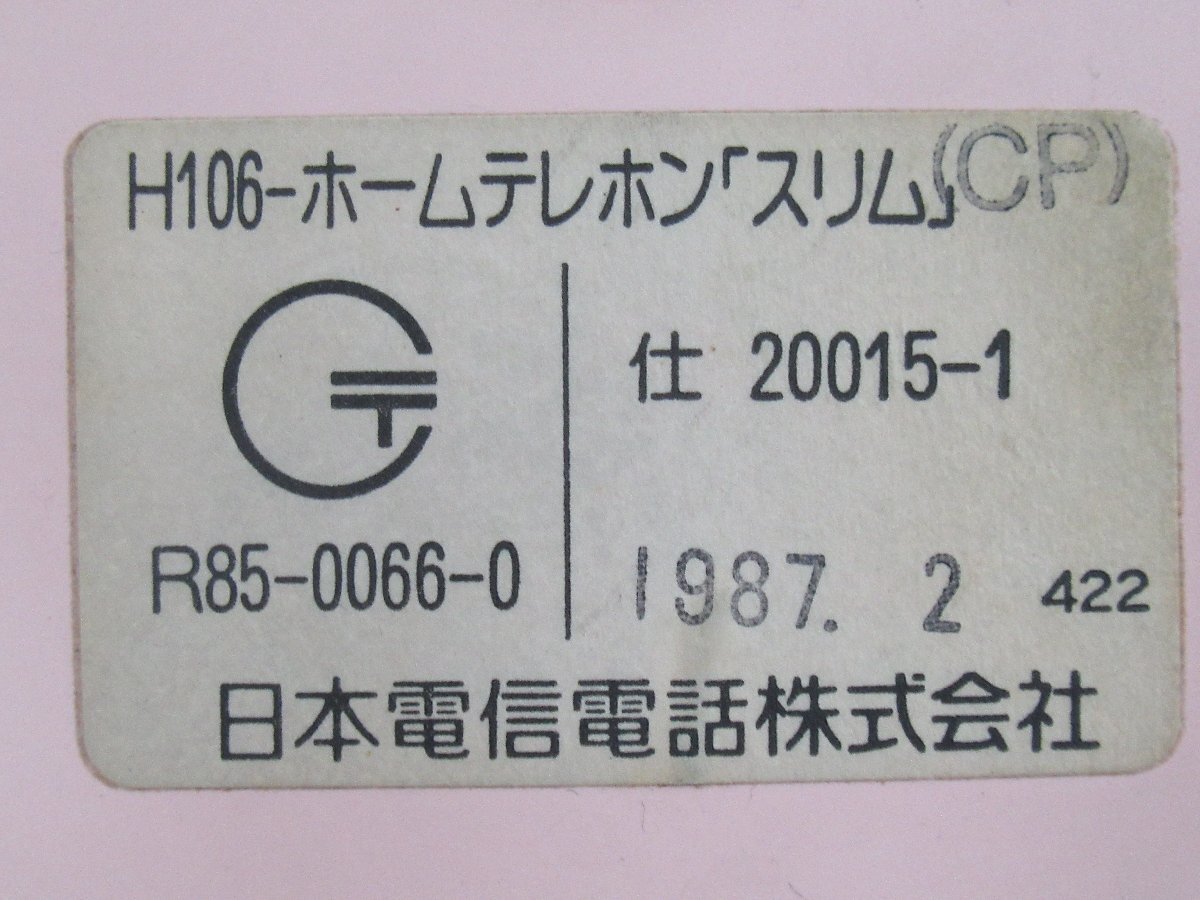 H106-ホームテレホン「スリム」(CP)
仕 20015-1
R85-0066-0
1987. 2 422
日本電信電話株式会社